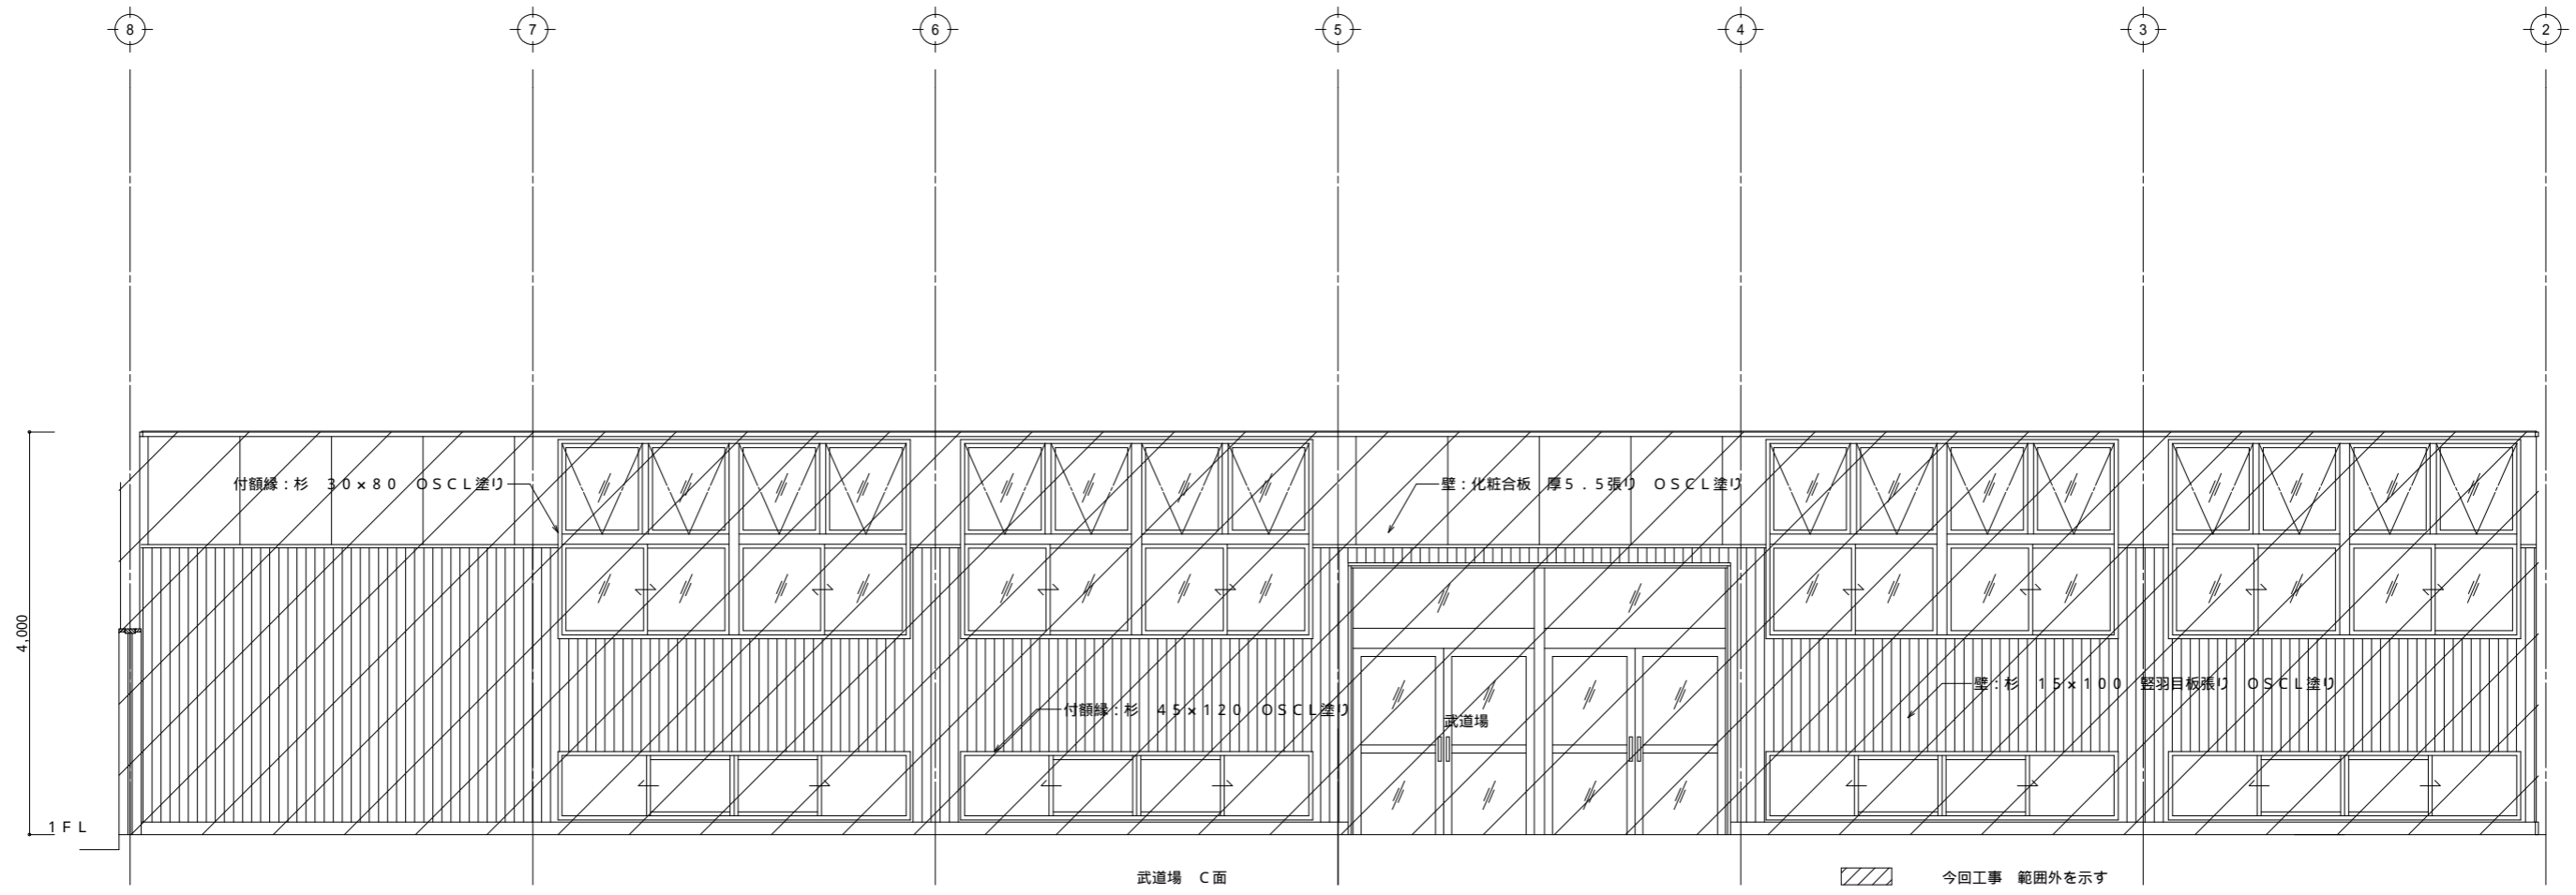 8 7 6 5 4 3 2
付額縁：杉　３０×８０　ＯＳＣＬ塗り
壁：化粧合板　厚５．５張り　ＯＳＣＬ塗り
4,000
壁：杉　１５×１００　竪羽目板張り　ＯＳＣＬ塗り
付額縁：杉　４５×１２０　ＯＳＣＬ塗り
武道場
１ＦＬ
武道場　Ｃ面
今回工事　範囲外を示す